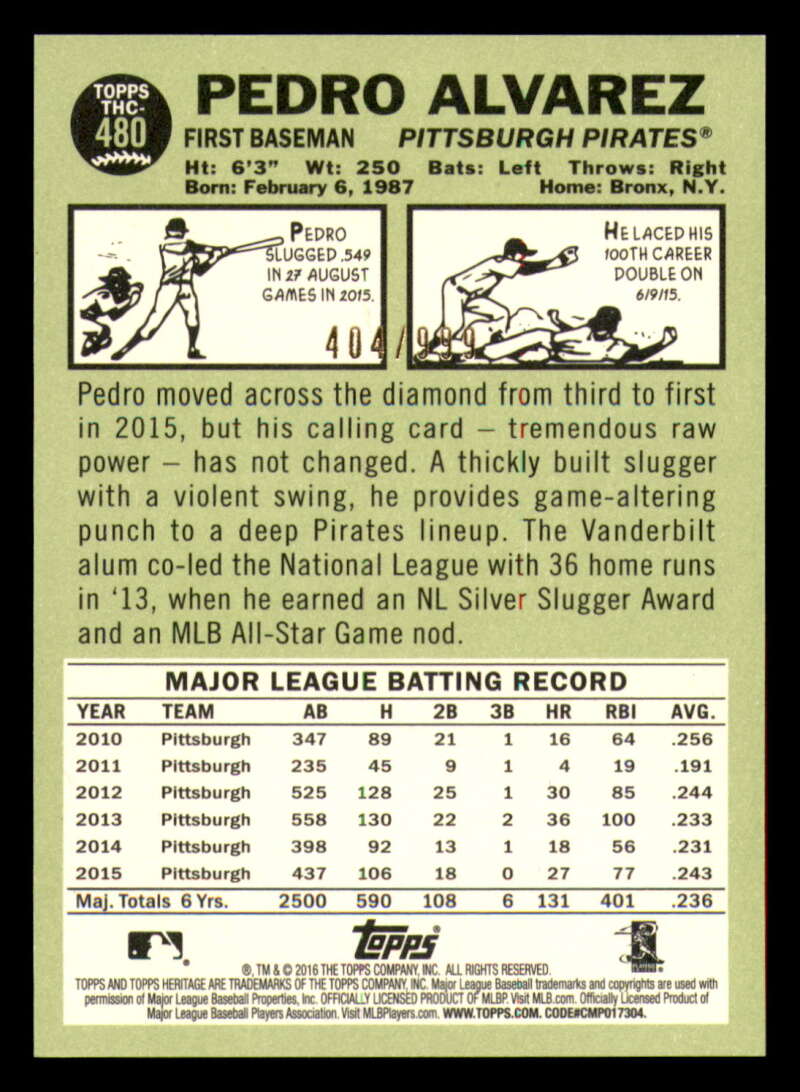 TOPPS
THC-
480
PEDRO ALVAREZ
FIRST BASEMAN PITTSBURGH PIRATES®
Ht: 6'3" Wt: 250 Bats: Left Throws: Right
Born: February 6, 1987 Home: Bronx, N.Y.
PEDRO
SLUGGED .549
IN 27 AUGUST
GAMES IN 2015.
HE LACED HIS
100TH CAREER
DOUBLE ON
6/9/15.
404/999
Pedro moved across the diamond from third to first
in 2015, but his calling card – tremendous raw
power – has not changed. A thickly built slugger
with a violent swing, he provides game-altering
punch to a deep Pirates lineup. The Vanderbilt
alum co-led the National League with 36 home runs
in '13, when he earned an NL Silver Slugger Award
and an MLB All-Star Game nod.
MAJOR LEAGUE BATTING RECORD
YEAR TEAM AB H 2B 3B HR RBI AVG.
2010 Pittsburgh 347 89 21 1 16 64 .256
2011 Pittsburgh 235 45 9 1 4 19 .191
2012 Pittsburgh 525 128 25 1 30 85 .244
2013 Pittsburgh 558 130 22 2 36 100 .233
2014 Pittsburgh 398 92 13 1 18 56 .231
2015 Pittsburgh 437 106 18 0 27 77 .243
Maj. Totals 6 Yrs. 2500 590 108 6 131 401 .236
topps
®, TM & © 2016 THE TOPPS COMPANY, INC. ALL RIGHTS RESERVED.
TOPPS AND TOPPS HERITAGE ARE TRADEMARKS OF THE TOPPS COMPANY, INC. Major League Baseball trademarks and copyrights are used with
permission of Major League Baseball Properties, Inc. OFFICIALLY LICENSED PRODUCT OF MLBP. Visit MLB.com. Officially Licensed Product of
Major League Baseball Players Association. Visit MLBPlayers.com. WWW.TOPPS.COM. CODE#CMP017304.